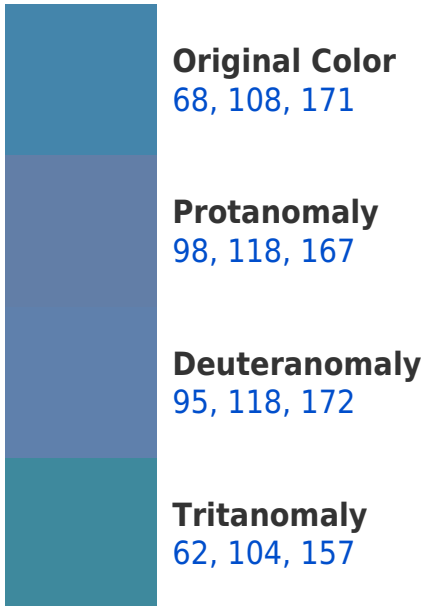 Original Color
68, 108, 171
Protanomaly
98, 118, 167
Deuteranomaly
95, 118, 172
Tritanomaly
62, 104, 157